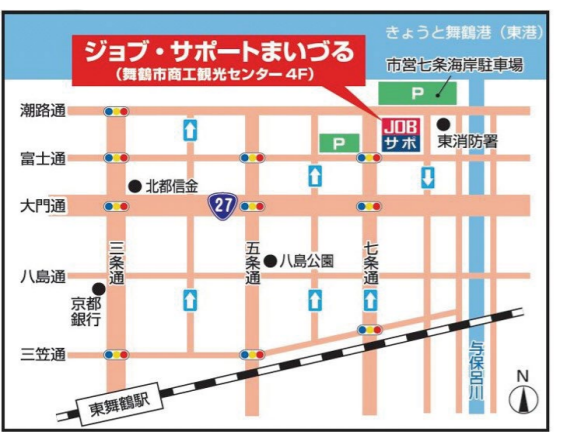 きょうと舞鶴港（東港）
ジョブ・サポートまいづる
（舞鶴市商工観光センター4F）
市営七条海岸駐車場
P
潮路通
JOB
サポ
東消防署
P
富士通
北都信金
大門通
27
三条通
五条通
七条通
八島公園
八島通
京都
銀行
三笠通
与保呂川
東舞鶴駅
N